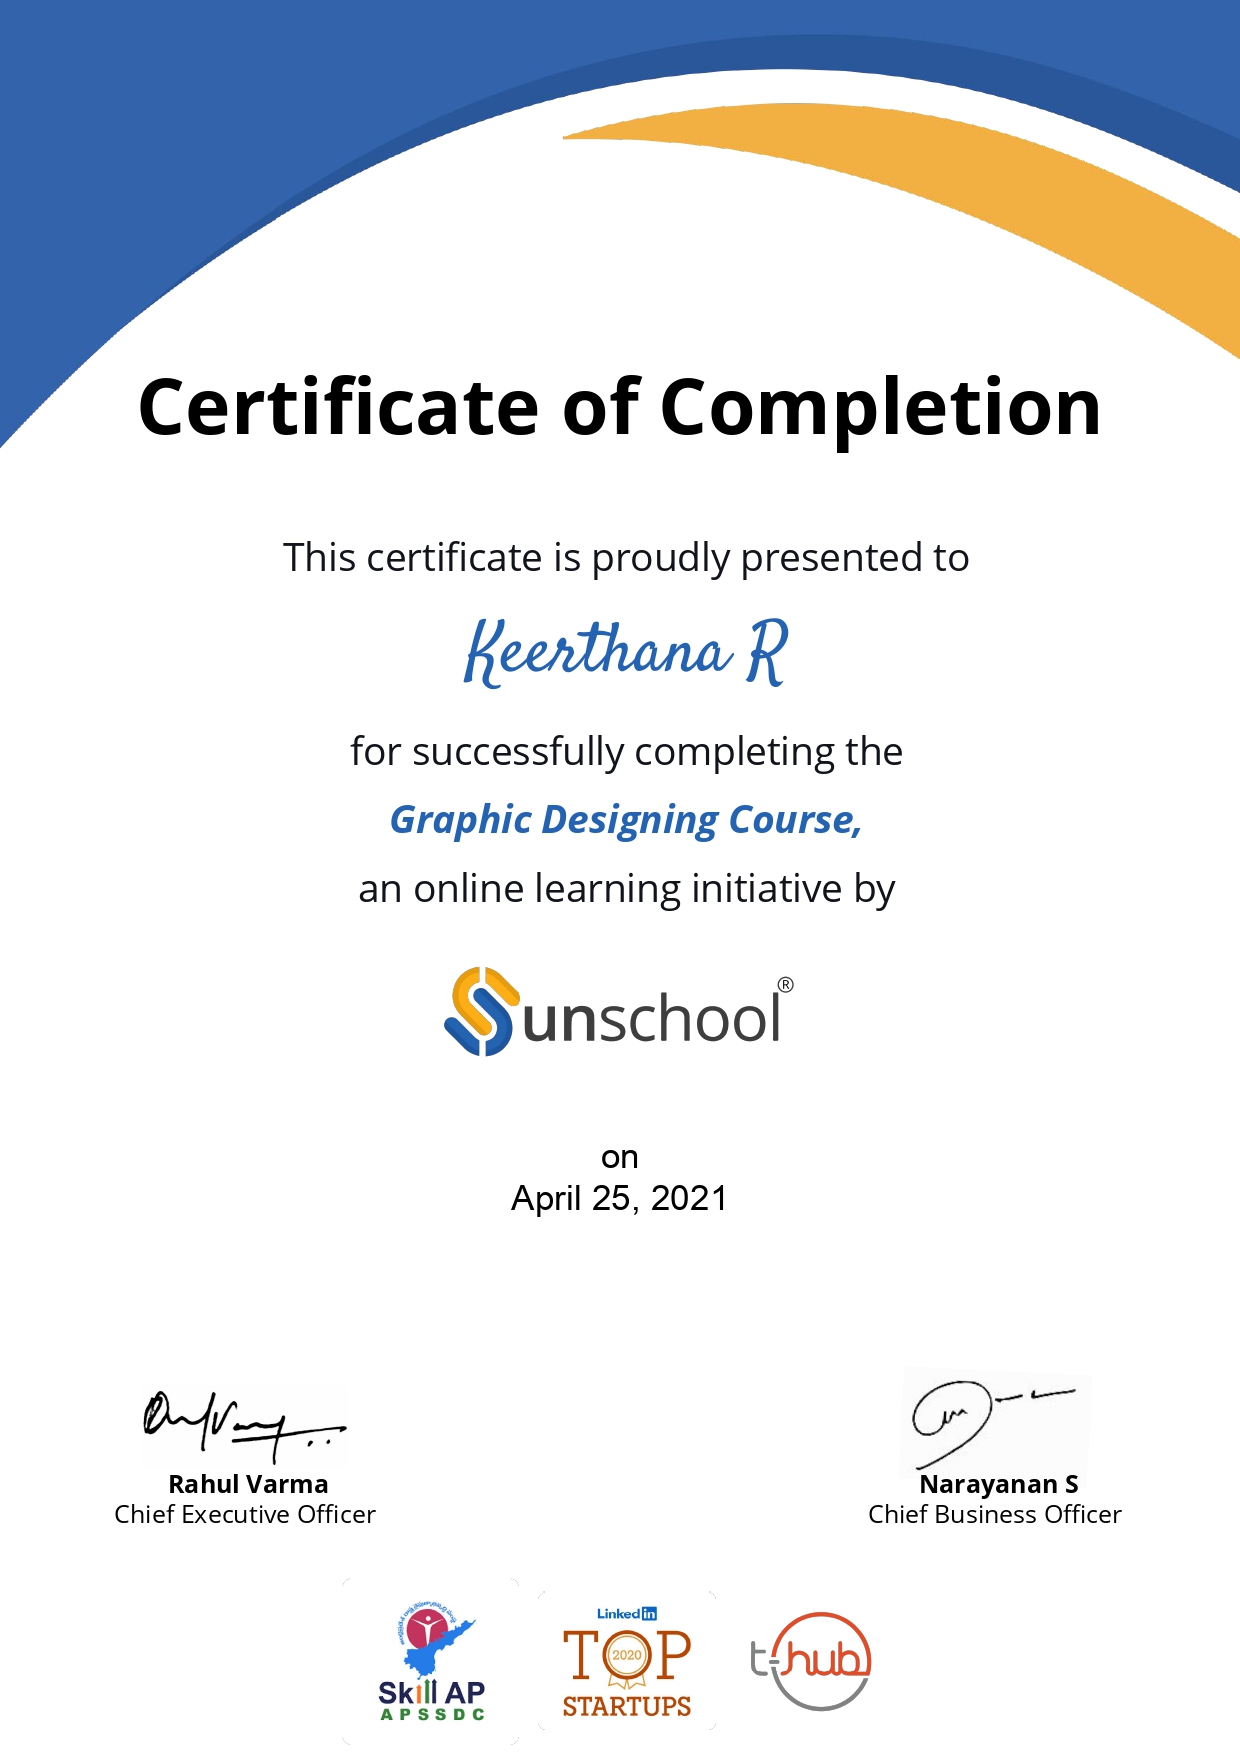 Certificate of Completion
This certificate is proudly presented to
Keerthana R
for successfully completing the
Graphic Designing Course,
an online learning initiative by
Sunschool®
on
April 25, 2021
Rahul Varma
Chief Executive Officer
Narayanan S
Chief Business Officer
Skill AP
APSSDC
Linked in
TOP
2020
STARTUPS
t-hub